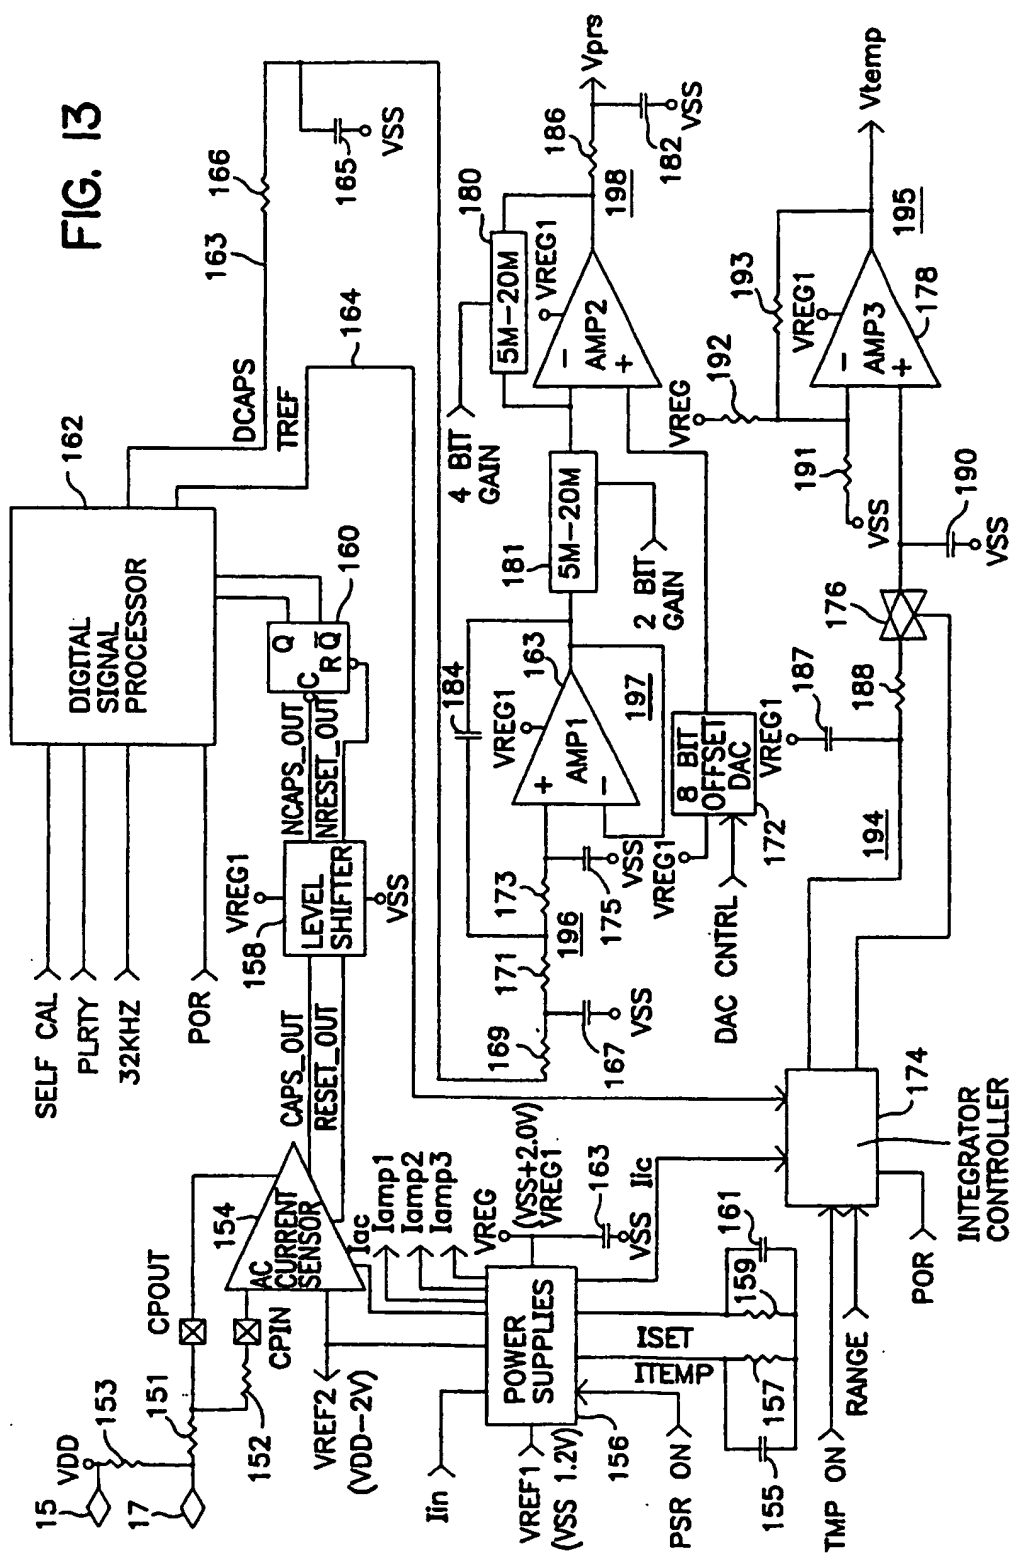 FIG. 13
15
VDD
153
17
151
152
CPOUT
CPIN
154
AC
CURRENT
SENSOR
VREF2
(VDD-2V)
Iac
Iamp1
Iamp2
Iamp3
CAPS_OUT
RESET_OUT
158
VREG1
LEVEL
SHIFTER
VSS
NCAPS_OUT
NRESET_OUT
C
Q
R
Q̅
160
SELF CAL
PLRTY
32KHZ
POR
DIGITAL
SIGNAL
PROCESSOR
162
DCAPS
TREF
163
166
164
165
VSS
Iin
VREF1
(VSS 1.2V)
156
POWER
SUPPLIES
PSR ON
VREG
(VSS+2.0V)
VREG1
163
VSS
Iic
ISET
ITEMP
155
157
159
161
169
167
VSS
171
196
173
175
VSS
184
VREG1
163
+
AMP1
-
197
181
5M-20M
2 BIT
GAIN
4 BIT
GAIN
180
5M-20M
VREG1
-
AMP2
+
198
186
Vprs
182
VSS
DAC CNTRL
VREG1
8 BIT
OFFSET
DAC
172
TMP ON
RANGE
POR
174
INTEGRATOR
CONTROLLER
194
VREG1
187
188
176
190
VSS
VSS
191
VREG
192
193
VREG1
-
AMP3
+
178
195
Vtemp